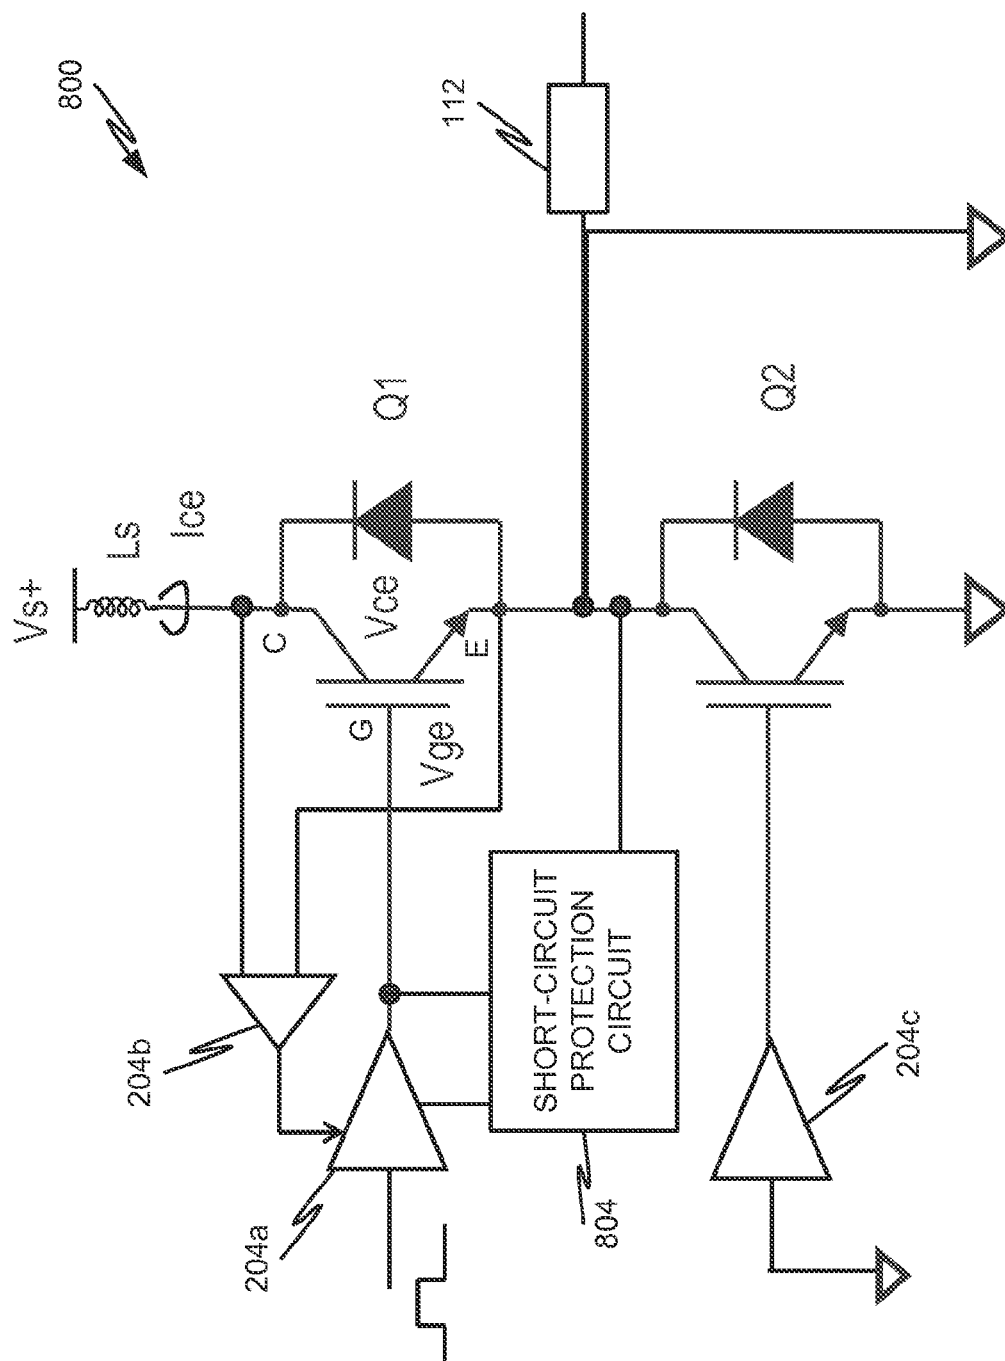 800
Vs+
Ls
Ice
112
C
Q1
Vce
G
E
Vge
204b
204a
SHORT-CIRCUIT
PROTECTION
CIRCUIT
804
Q2
204c